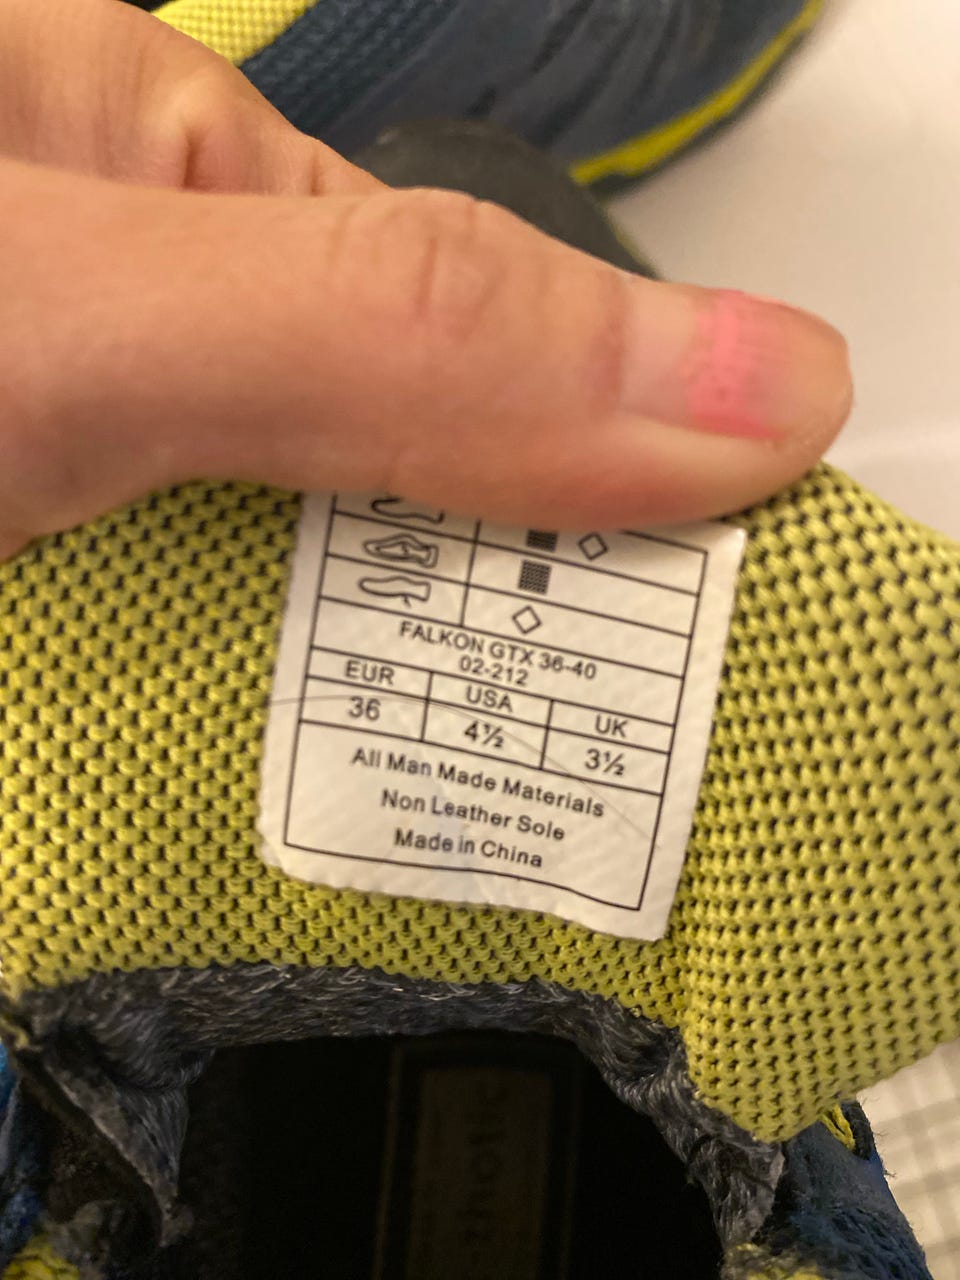 FALKON GTX 36-40
02-212
EUR USA UK
36 4½ 3½
All Man Made Materials
Non Leather Sole
Made in China